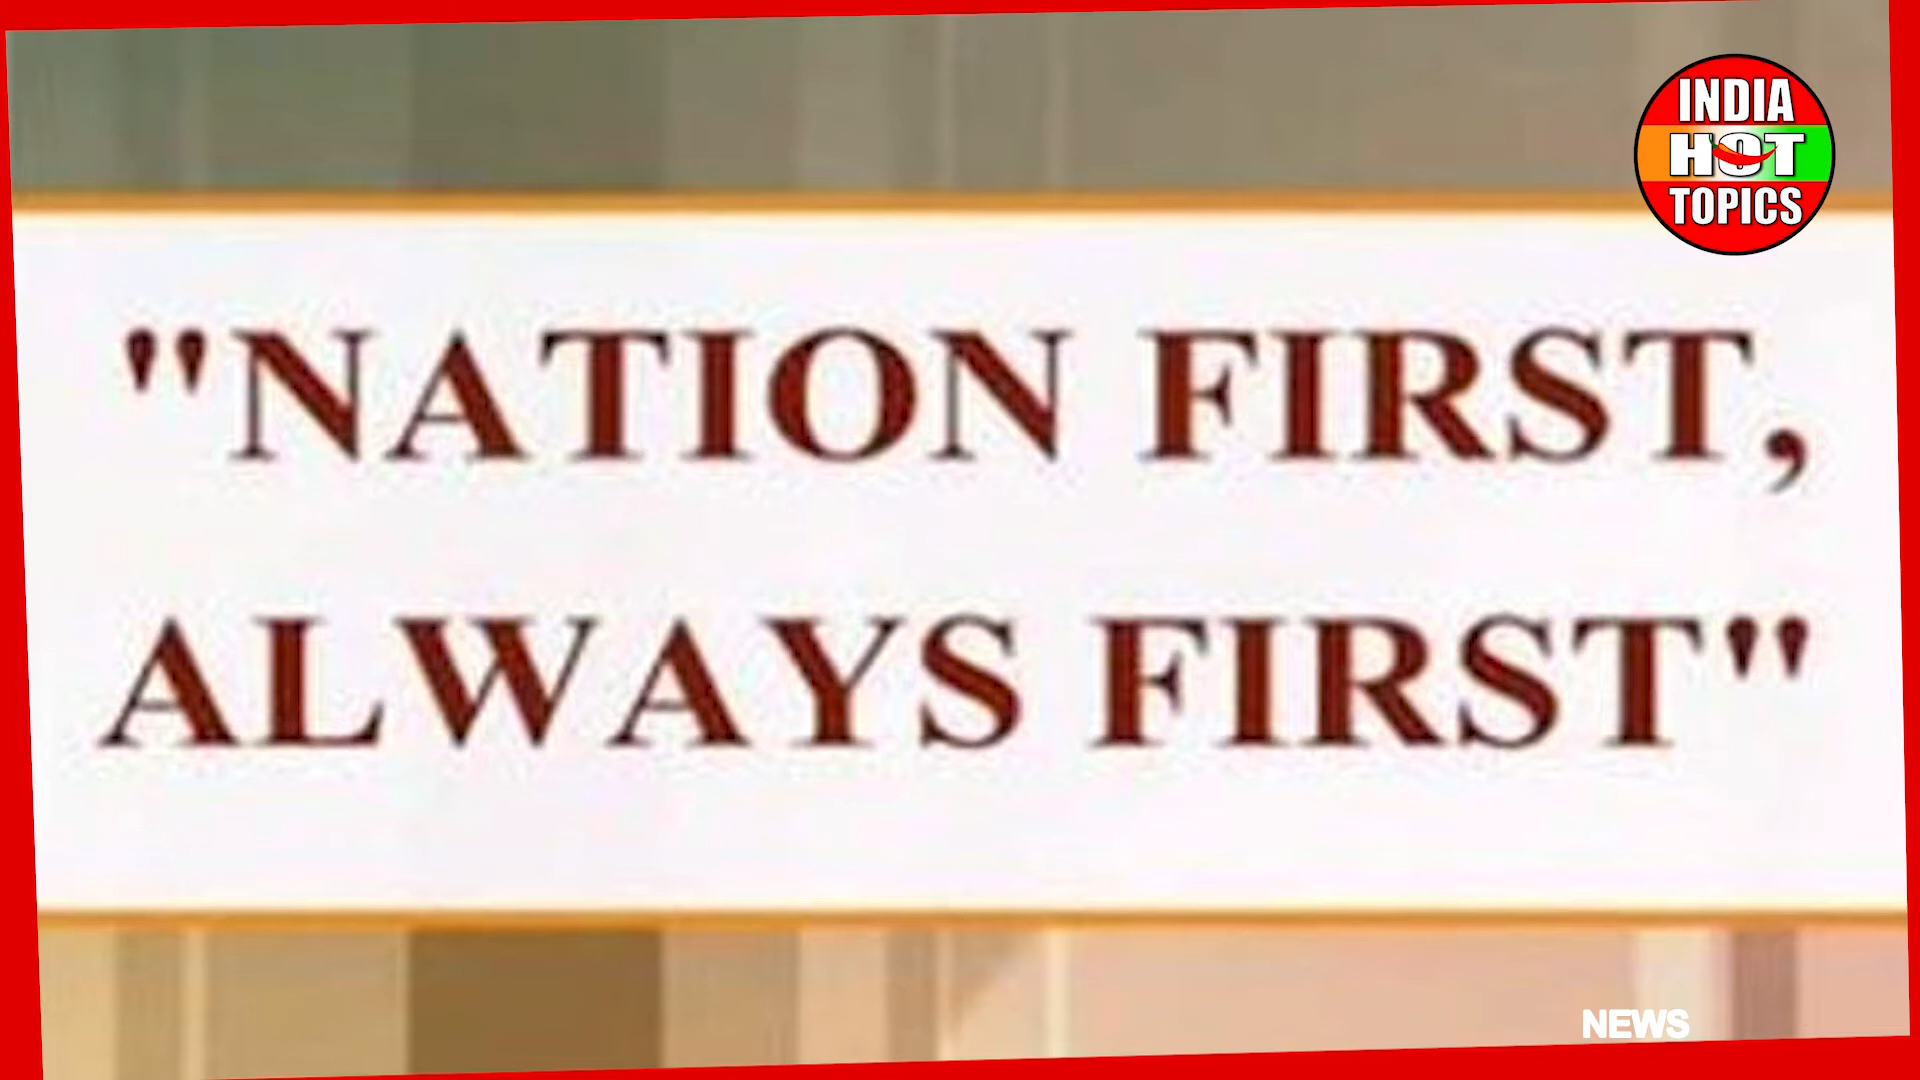 INDIA
HOT
TOPICS
"NATION FIRST,
ALWAYS FIRST"
NEWS